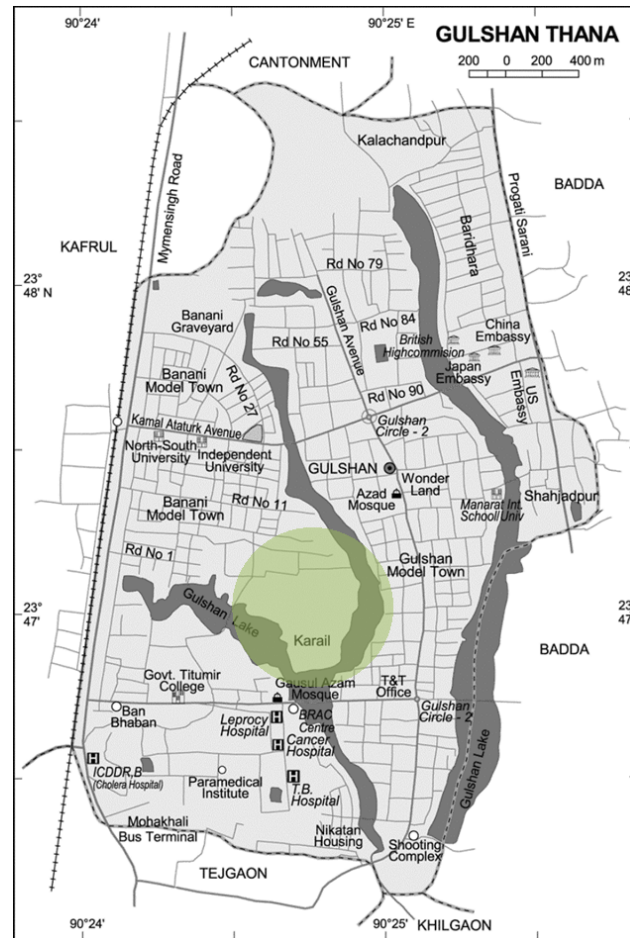 90°24'
90°25' E
GULSHAN THANA
200 0 200 400 m
CANTONMENT
Kalachandpur
Mymensingh Road
Progati Sarani
BADDA
Baridhara
KAFRUL
Rd No 79
23°
48' N
Gulshan Avenue
Banani
Graveyard
Rd No 84
Rd No 55
British
Highcommision
China
Embassy
Japan
Embassy
US
Embassy
Banani
Model Town
Rd No 27
Rd No 90
Kamal Ataturk Avenue
Gulshan
Circle - 2
North-South
University
Independent
University
GULSHAN
Wonder
Land
Azad
Mosque
Banani
Model Town
Rd No 11
Manarat Int.
School/ Univ
Shahjadpur
Rd No 1
Gulshan
Model Town
23°
47'
Gulshan Lake
Karail
BADDA
Govt. Titumir
College
Gausul Azam
Mosque
T&T
Office
Ban
Bhaban
Leprocy
Hospital
BRAC
Centre
Gulshan
Circle - 2
Cancer
Hospital
Gulshan Lake
ICDDR,B
(Cholera Hospital)
Paramedical
Institute
T.B.
Hospital
Mohakhali
Bus Terminal
Nikatan
Housing
Shooting
Complex
TEJGAON
KHILGAON
90°24'
90°25' E